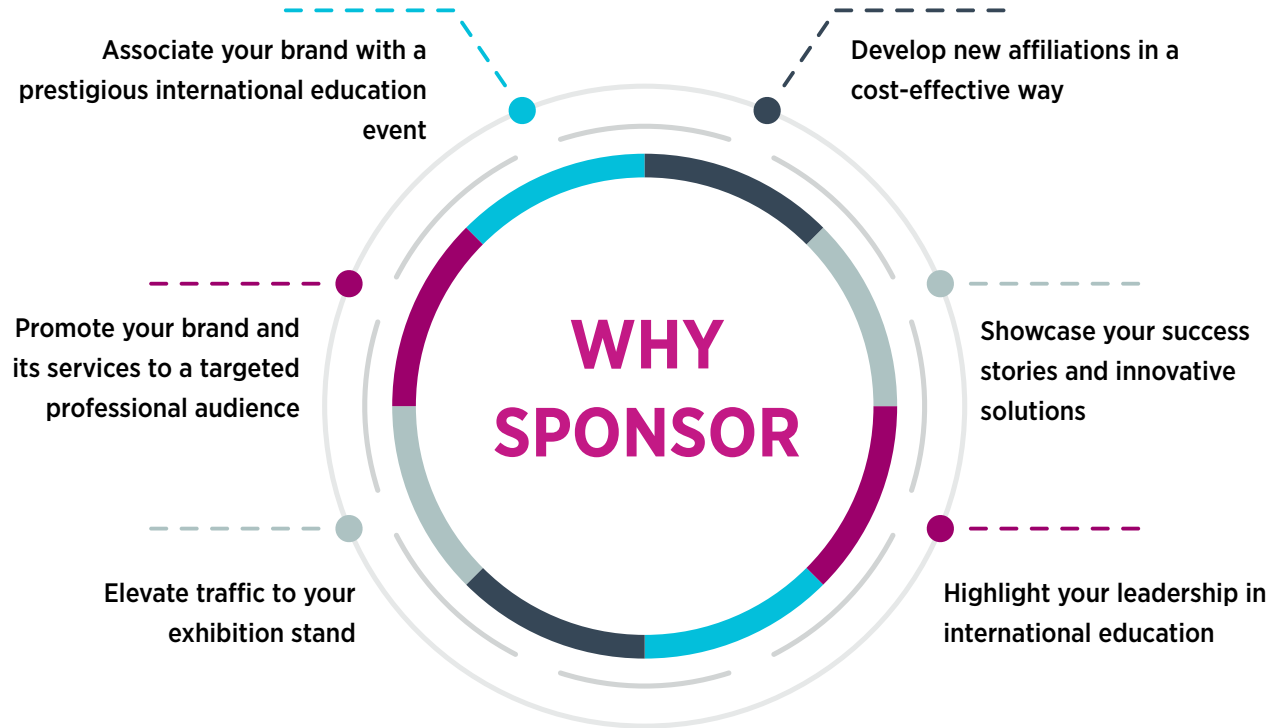 Associate your brand with a
prestigious international education
event
Develop new affiliations in a
cost-effective way
Promote your brand and
its services to a targeted
professional audience
WHY
SPONSOR
Showcase your success
stories and innovative
solutions
Elevate traffic to your
exhibition stand
Highlight your leadership in
international education